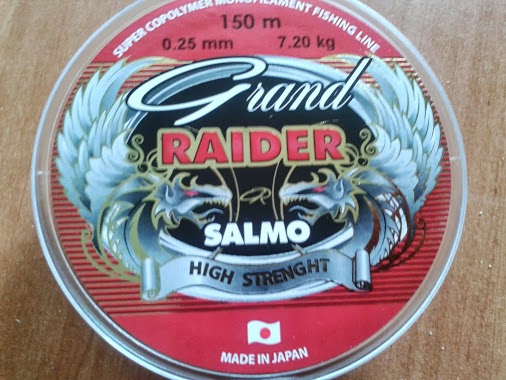 SUPER COPOLYMER MONOFILAMENT FISHING LINE
150 m
0.25 mm 7.20 kg
Grand
RAIDER
SALMO
HIGH STRENGHT
MADE IN JAPAN